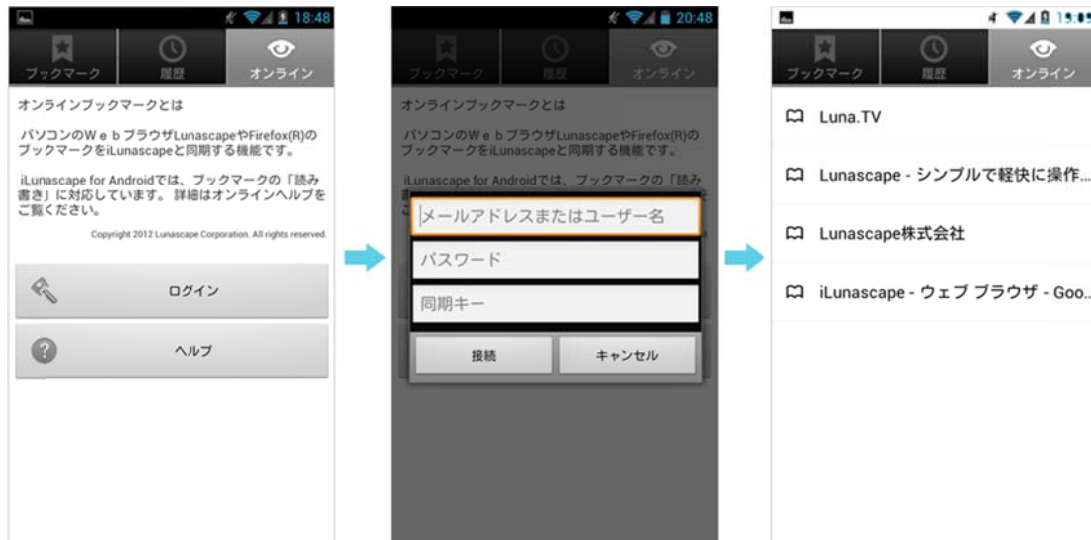 18:48
ブックマーク
履歴
オンライン
オンラインブックマークとは
パソコンのＷｅｂブラウザLunascapeやFirefox(R)の
ブックマークをiLunascapeと同期する機能です。
iLunascape for Androidでは、ブックマークの「読み
書き」に対応しています。 詳細はオンラインヘルプを
ご覧ください。
Copyright 2012 Lunascape Corporation. All rights reserved.
ログイン
ヘルプ
20:48
ブックマーク
履歴
オンライン
オンラインブックマークとは
パソコンのＷｅｂブラウザLunascapeやFirefox(R)の
ブックマークをiLunascapeと同期する機能です。
iLunascape for Androidでは、ブックマークの「読み
メールアドレスまたはユーザー名
パスワード
同期キー
接続
キャンセル
ブックマーク
履歴
オンライン
Luna.TV
Lunascape - シンプルで軽快に操作...
Lunascape株式会社
iLunascape - ウェブ ブラウザ - Goo...